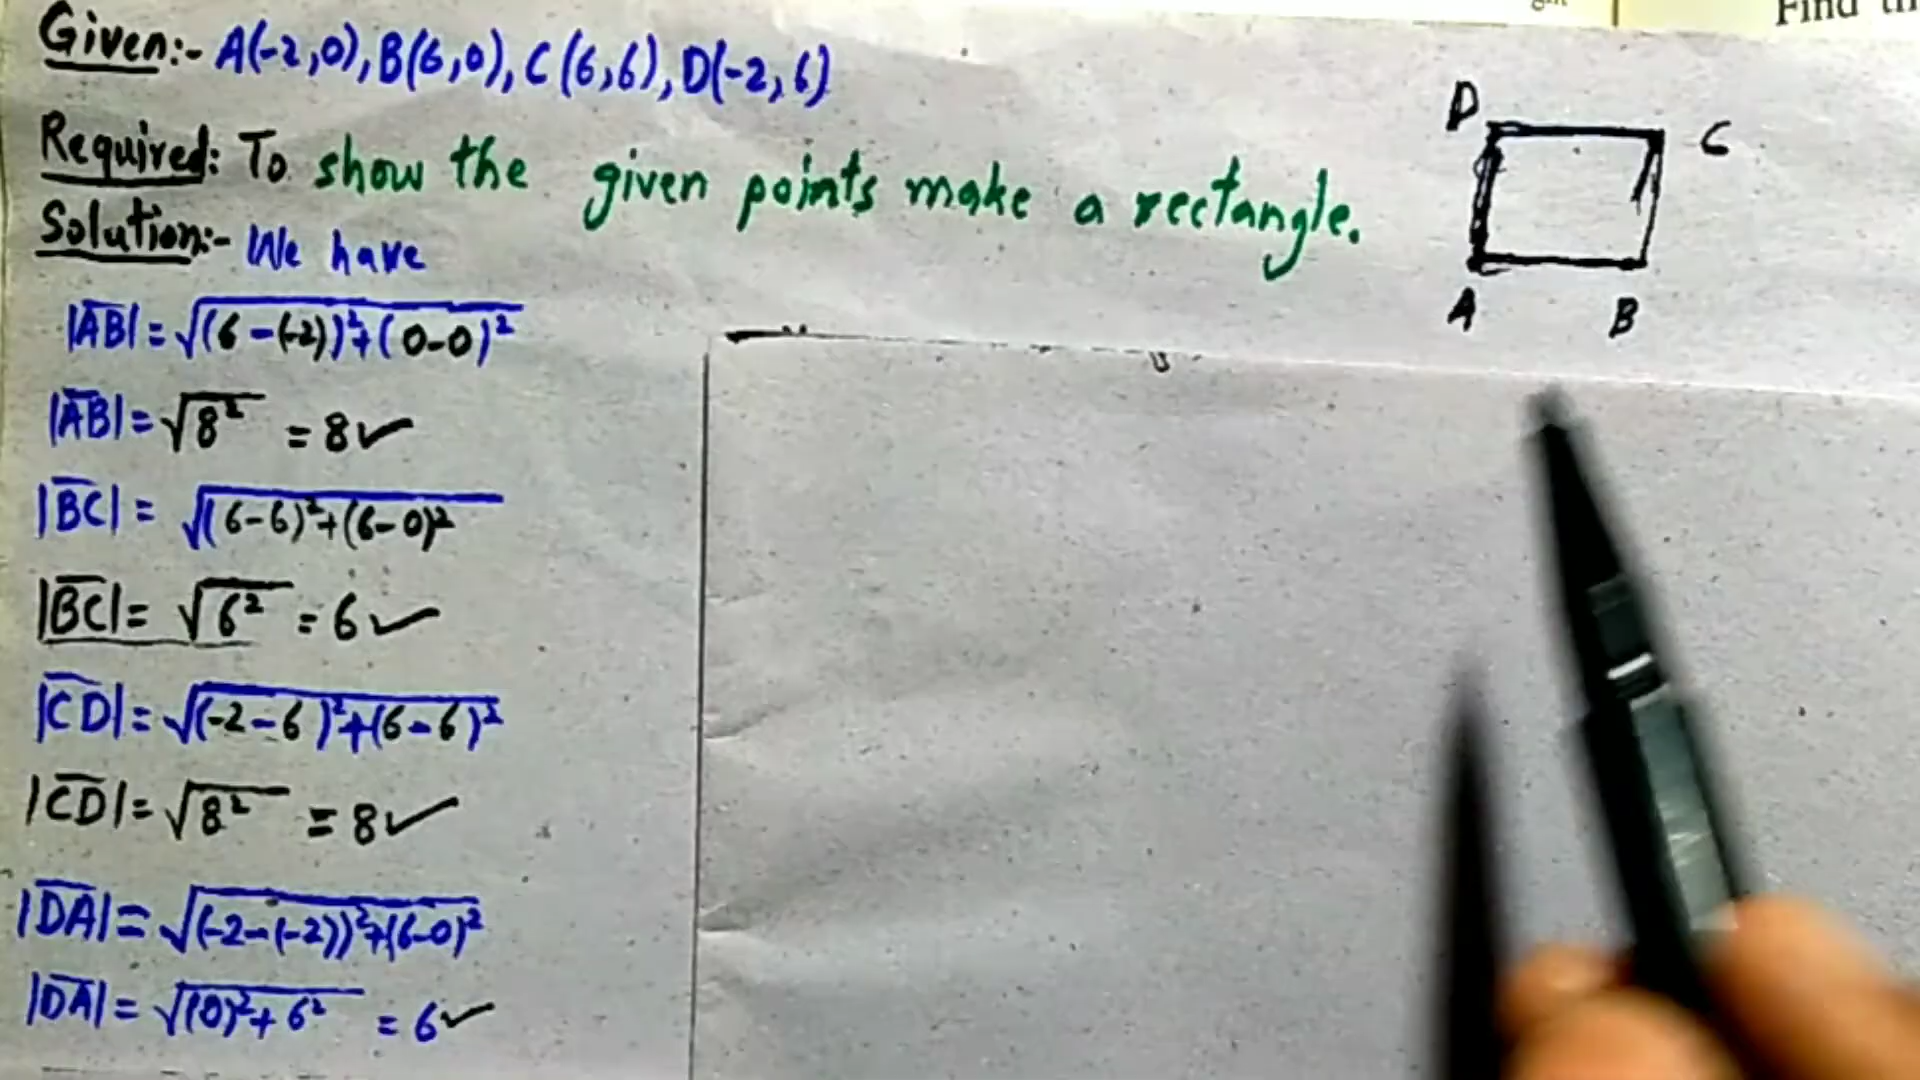 Find
Given:- A(-2,0), B(6,0), C(6,6), D(-2,6)
Required: To show the given points make a rectangle.
Solution:- We have
|AB| = √(6-(-2))²+(0-0)²
|AB| = √8² = 8✓
|BC| = √(6-6)²+(6-0)²
|BC| = √6² = 6✓
|CD| = √(-2-6)²+(6-6)²
|CD| = √8² = 8✓
|DA| = √(-2-(-2))²+(6-0)²
|DA| = √(0)²+6² = 6✓
D C
A B